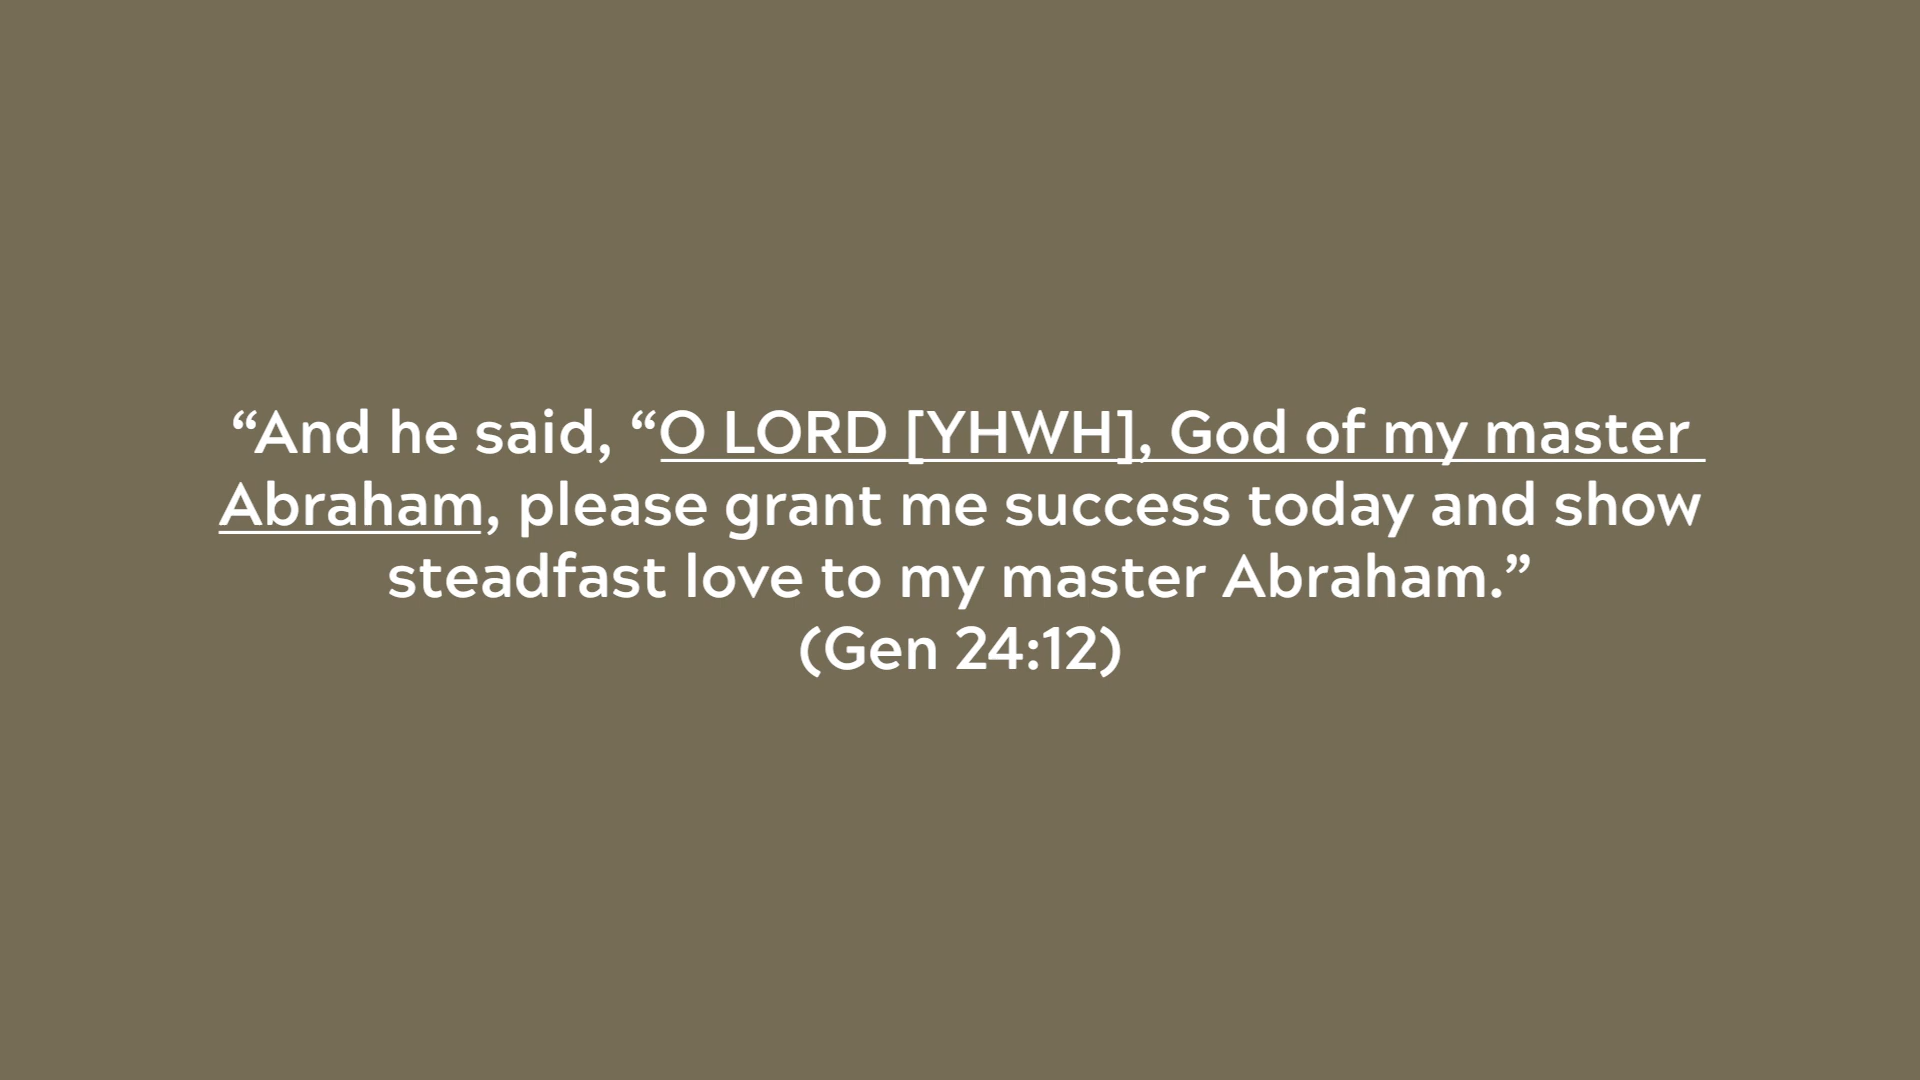 “And he said, “O LORD [YHWH], God of my master
Abraham, please grant me success today and show
steadfast love to my master Abraham.”
(Gen 24:12)